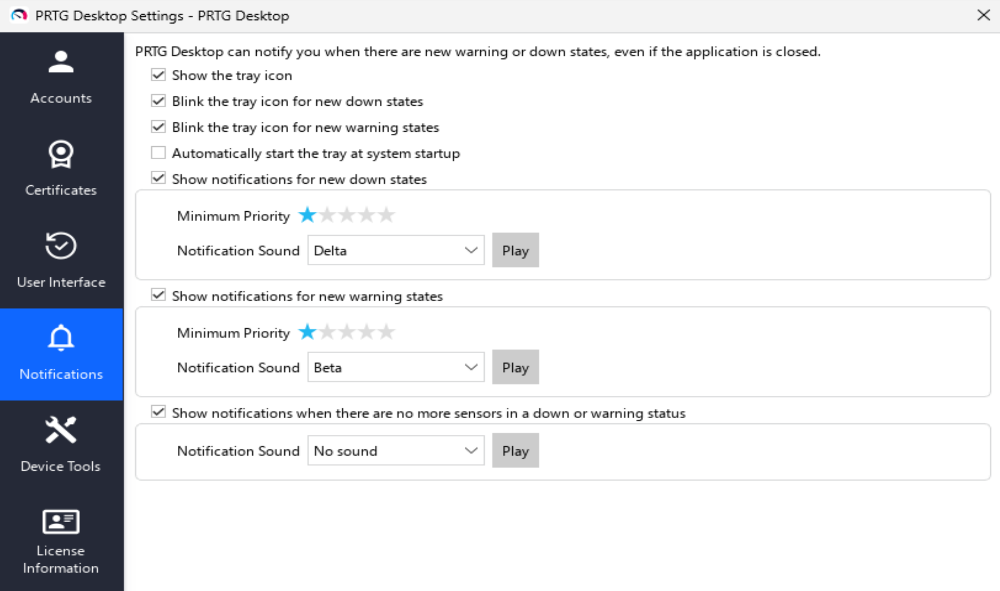 PRTG Desktop Settings - PRTG Desktop
Accounts
Certificates
User Interface
Notifications
Device Tools
License
Information
PRTG Desktop can notify you when there are new warning or down states, even if the application is closed.
Show the tray icon
Blink the tray icon for new down states
Blink the tray icon for new warning states
Automatically start the tray at system startup
Show notifications for new down states
Minimum Priority
Notification Sound Delta Play
Show notifications for new warning states
Minimum Priority
Notification Sound Beta Play
Show notifications when there are no more sensors in a down or warning status
Notification Sound No sound Play